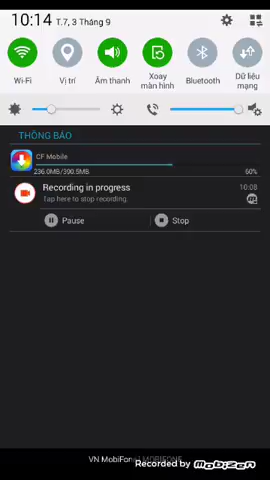 10:14 T.7, 3 Tháng 9
Wi-Fi
Vị trí
Âm thanh
Xoay
màn hình
Bluetooth
Dữ liệu
mạng
THÔNG BÁO
CF Mobile
236.0MB/390.5MB 60%
Recording in progress 10:08
Tap here to stop recording.
Pause
Stop
VN MobiFone | MOBIFONE
Recorded by MOBIZEN